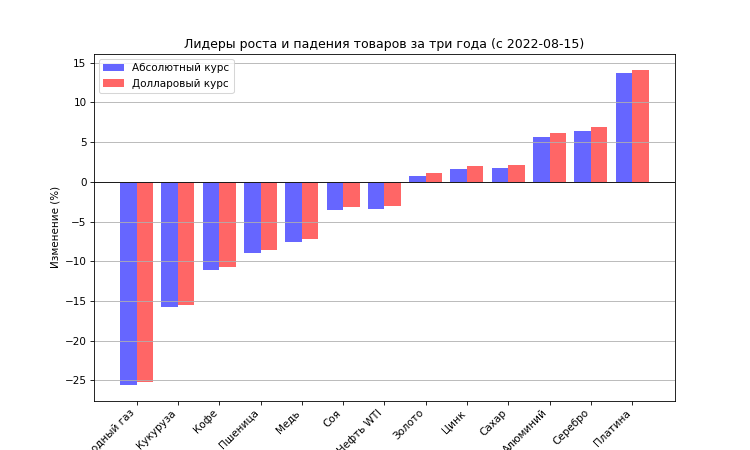 Лидеры роста и падения товаров за три года (с 2022-08-15)
Абсолютный курс
Долларовый курс
Изменение (%)
15
10
5
0
−5
−10
−15
−20
−25
одный газ
Кукуруза
Кофе
Пшеница
Медь
Соя
Нефть WTI
Золото
Цинк
Сахар
Алюминий
Серебро
Платина